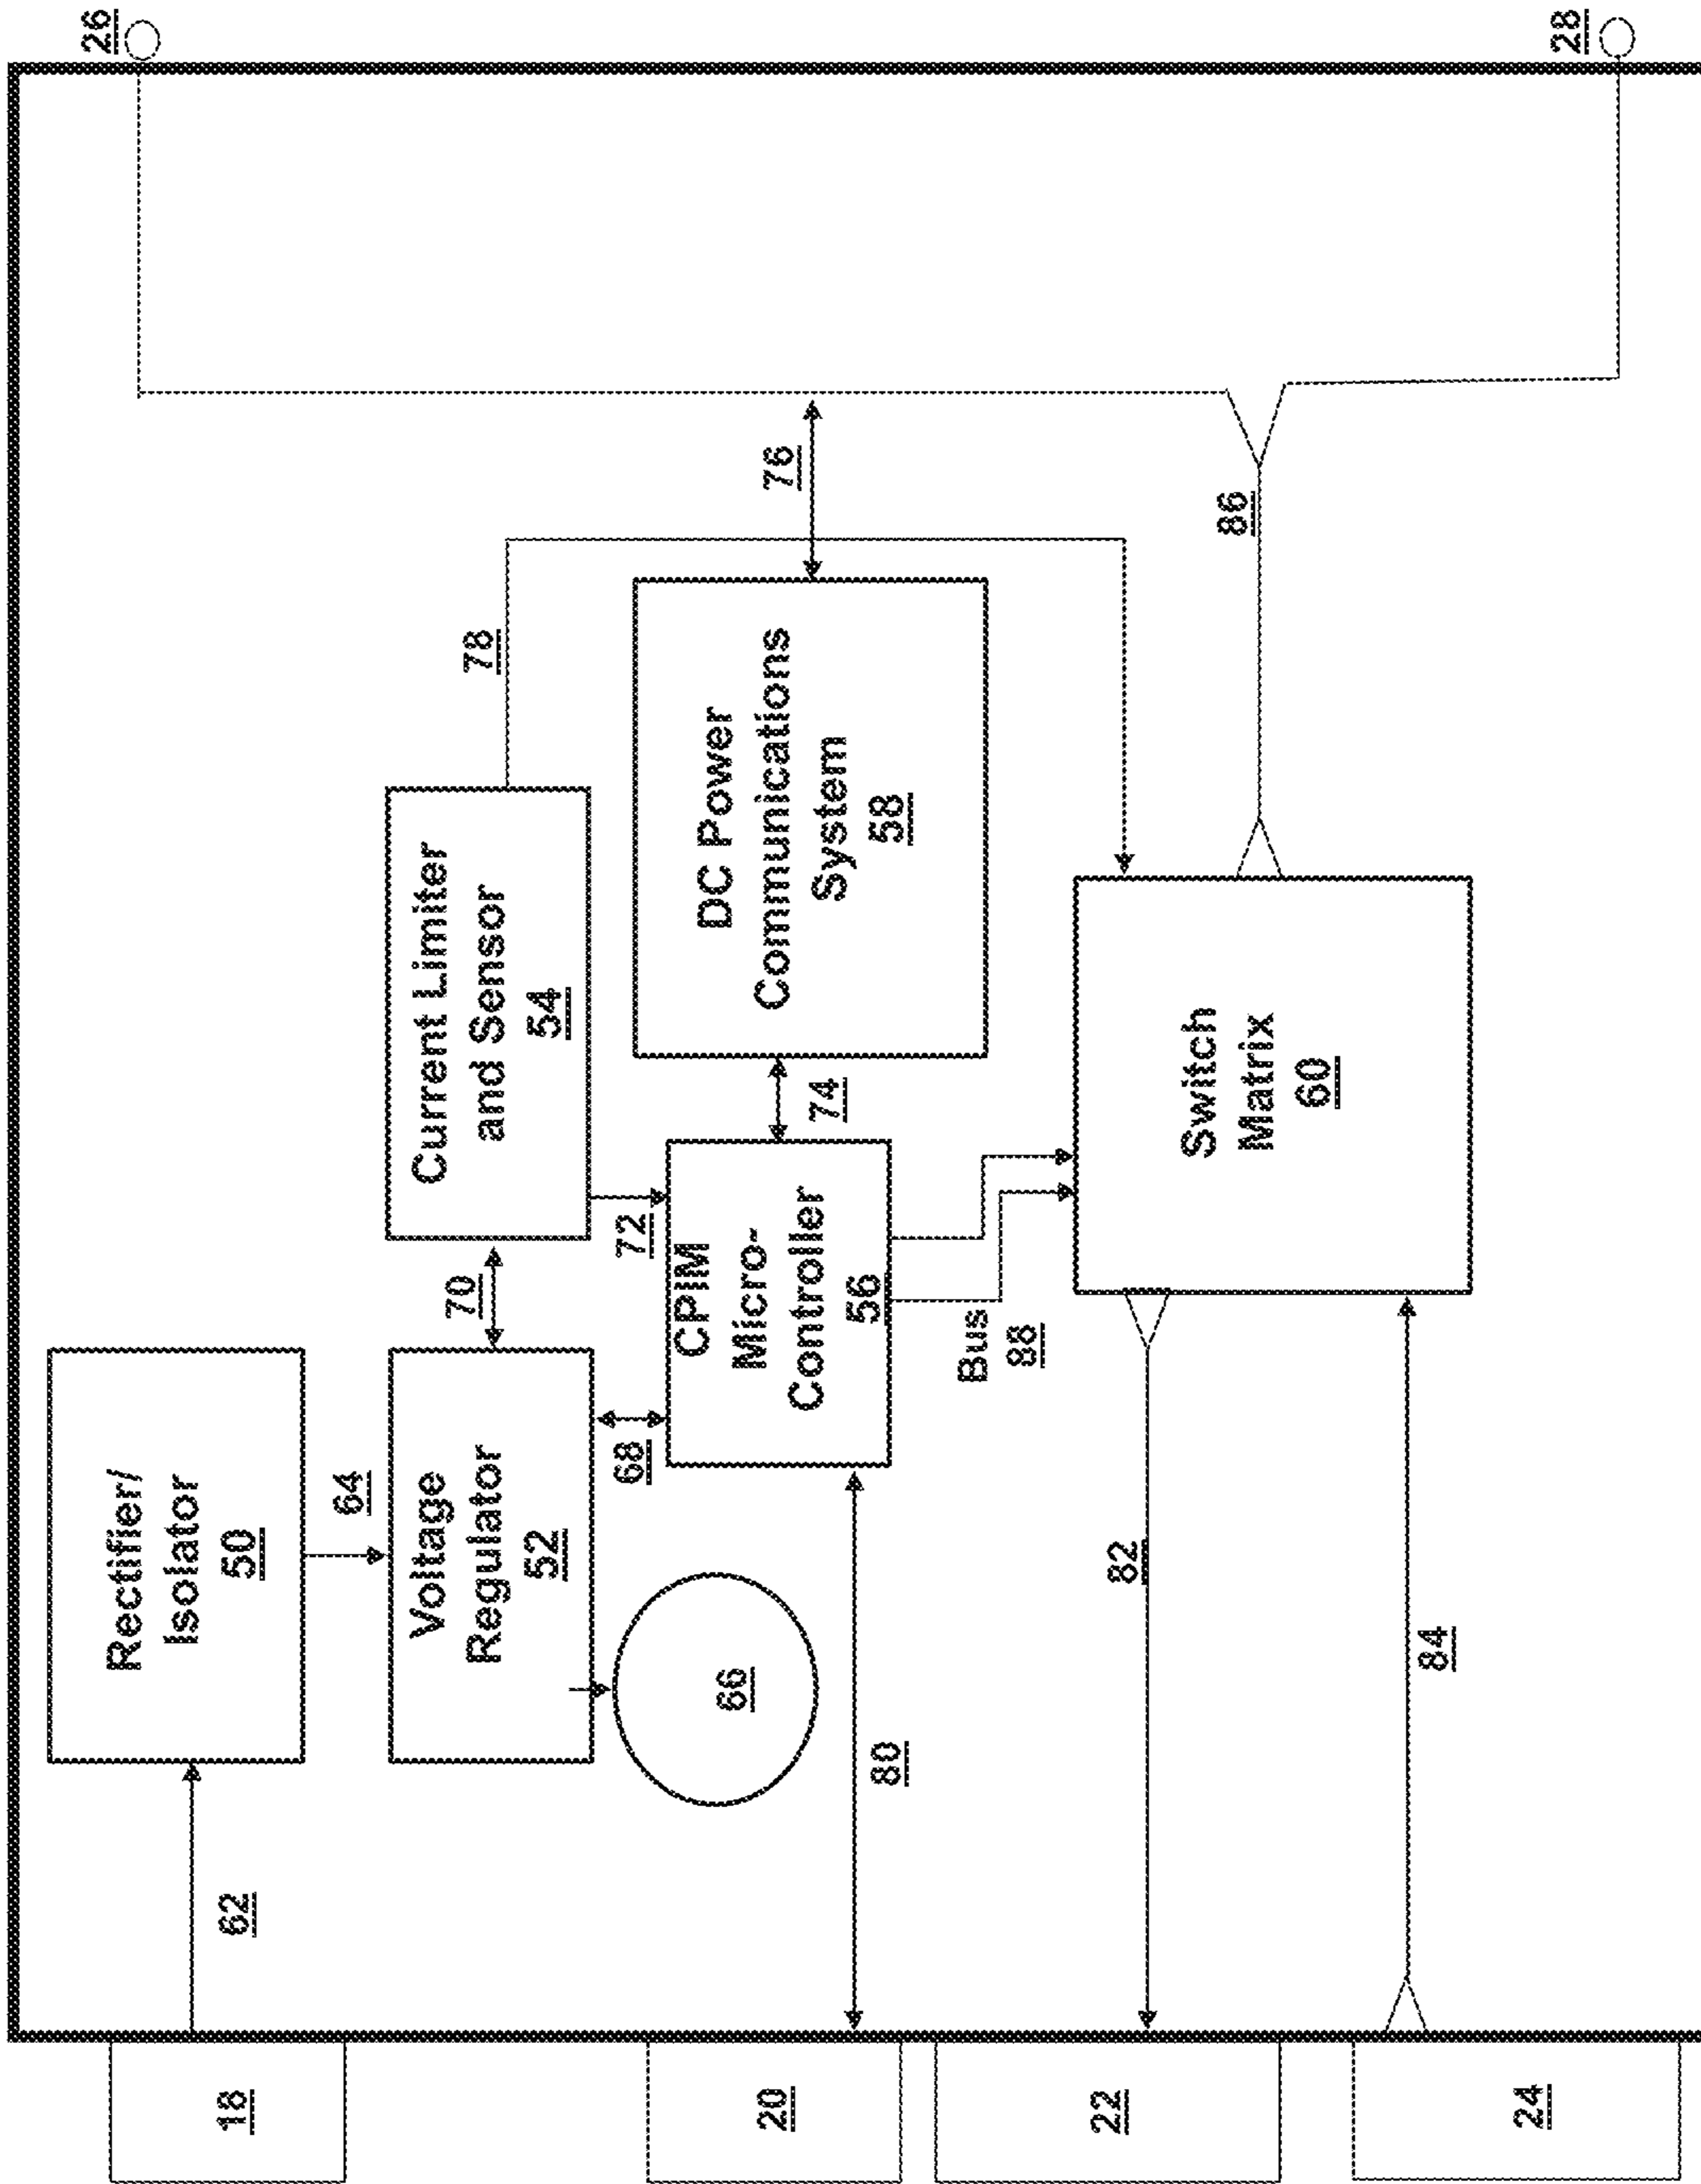 26
28
Rectifier/
Isolator
50
Current Limiter
and Sensor
54
78
DC Power
Communications
System
58
76
86
64
70
72
Voltage
Regulator
52
68
CPIM
Micro-
Controller
56
74
Bus
88
Switch
Matrix
60
66
62
80
82
84
18
20
22
24